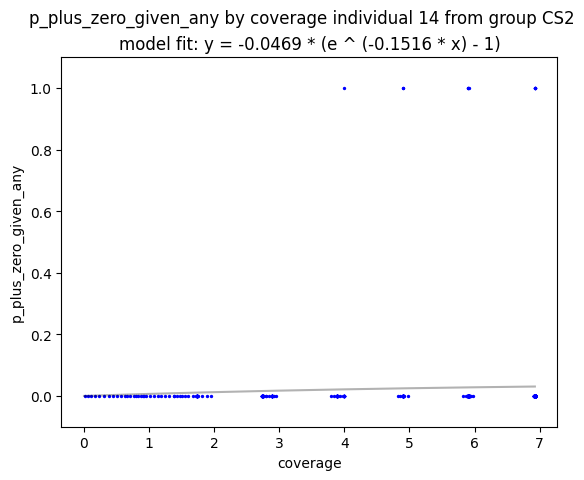 p_plus_zero_given_any by coverage individual 14 from group CS2
model fit: y = -0.0469 * (e ^ (-0.1516 * x) - 1)
1.0
0.8
0.6
0.4
0.2
0.0
p_plus_zero_given_any
0 1 2 3 4 5 6 7
coverage